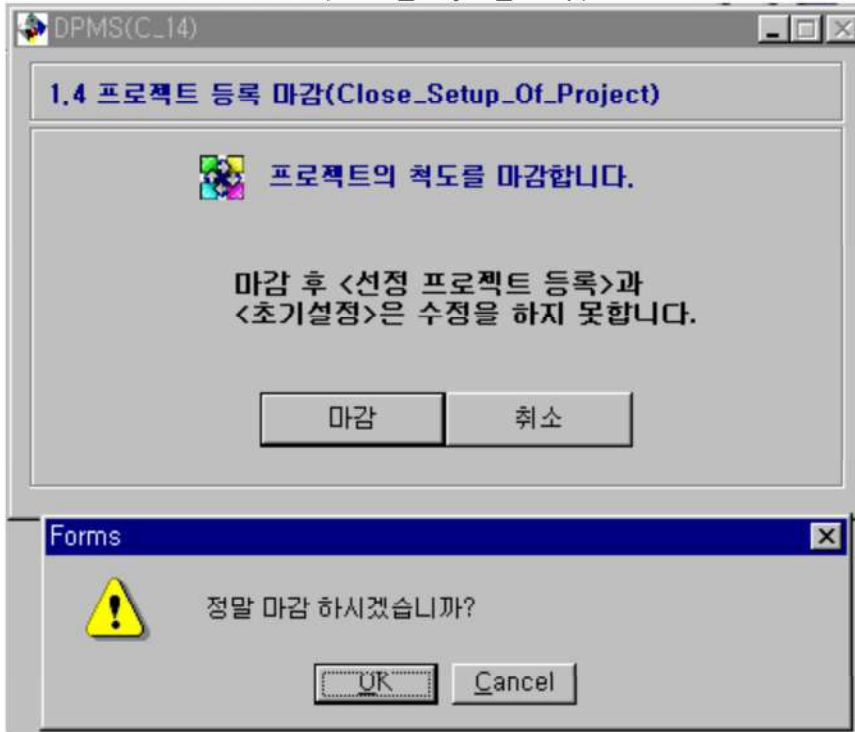 DPMS(C_14)
1.4 프로젝트 등록 마감(Close_Setup_Of_Project)
프로젝트의 척도를 마감합니다.
마감 후 <선정 프로젝트 등록>과
<초기설정>은 수정을 하지 못합니다.
마감 취소
Forms
정말 마감 하시겠습니까?
OK Cancel